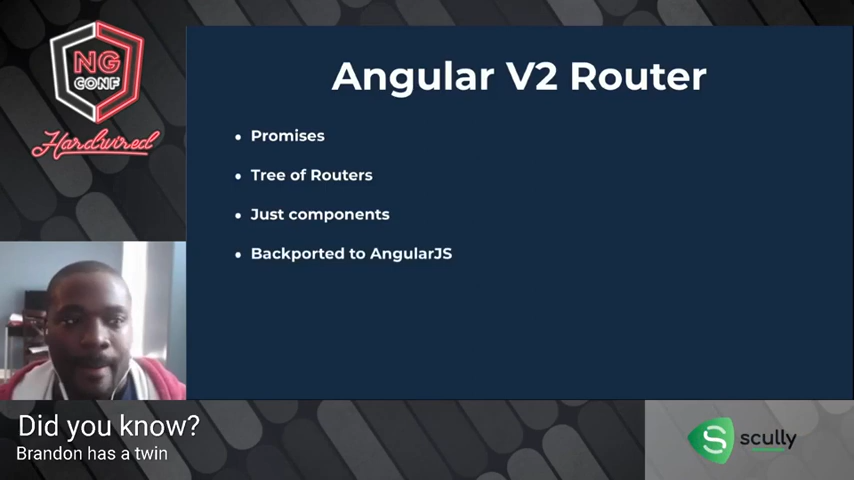 NG
CONF
Hardwired
Angular V2 Router
• Promises
• Tree of Routers
• Just components
• Backported to AngularJS
Did you know?
Brandon has a twin
S scully